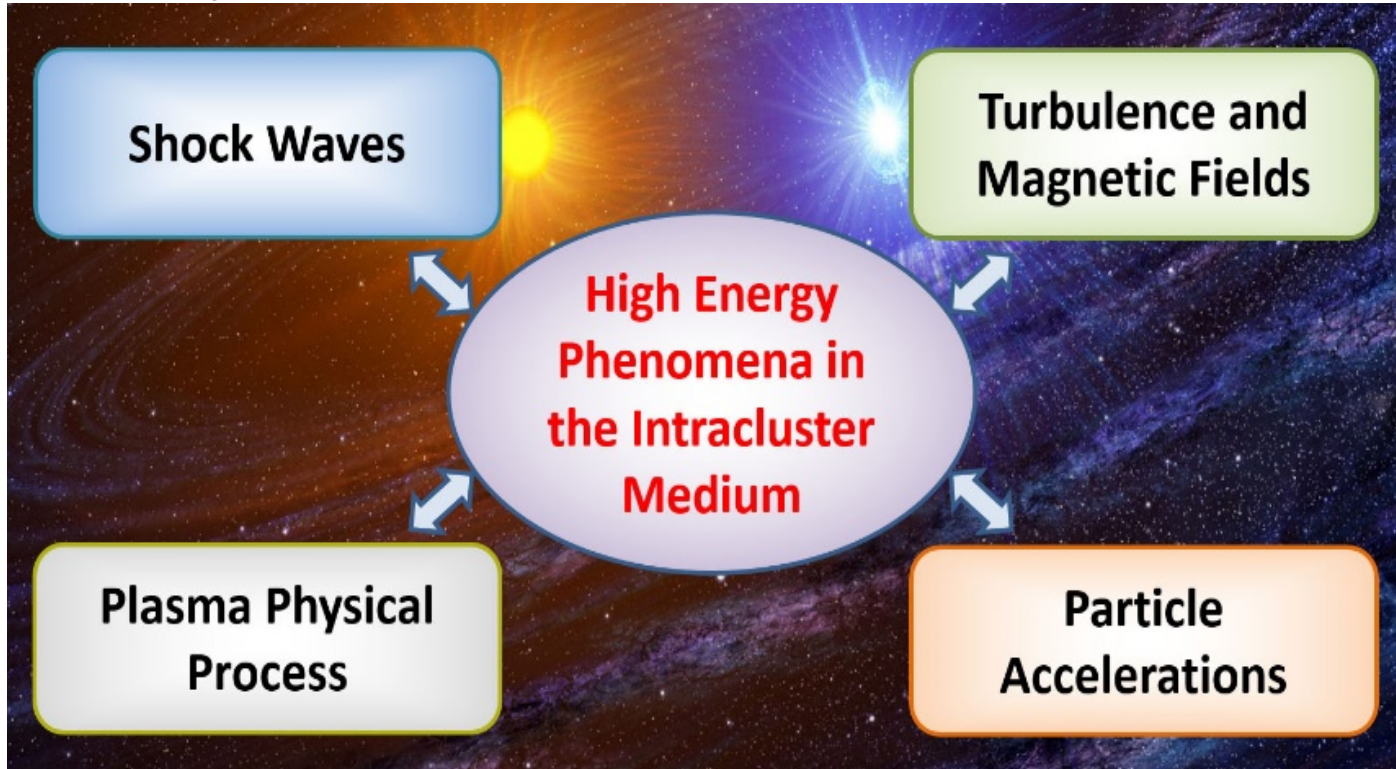 Shock Waves
Turbulence and
Magnetic Fields
High Energy
Phenomena in
the Intracluster
Medium
Plasma Physical
Process
Particle
Accelerations